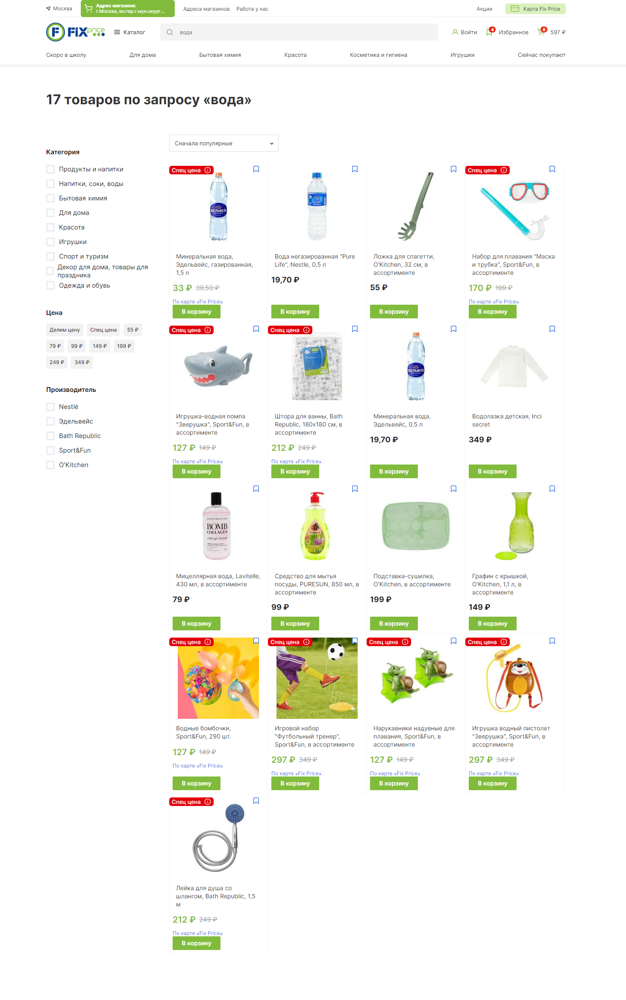 Москва
Адрес магазина:
г.Москва, вн.тер.г.мун.округ...
Адреса магазинов
Работа у нас
Акции
Карта Fix Price
FIXprice
Каталог
вода
Войти
4
Избранное
6
597 ₽
Скоро в школу
Для дома
Бытовая химия
Красота
Косметика и гигиена
Игрушки
Сейчас покупают
17 товаров по запросу «вода»
Сначала популярные
Категория
Продукты и напитки
Напитки, соки, воды
Бытовая химия
Для дома
Красота
Игрушки
Спорт и туризм
Декор для дома, товары для
праздника
Одежда и обувь
Цена
Делим цену
Спец цена
55 ₽
79 ₽
99 ₽
149 ₽
199 ₽
249 ₽
349 ₽
Производитель
Nestlé
Эдельвейс
Bath Republic
Sport&Fun
O'Kitchen
Спец цена
ЭДЕЛЬВЕЙС
Минеральная вода,
Эдельвейс, газированная,
1,5 л
33 ₽ 39,50 ₽
По карте «Fix Price»
В корзину
Вода негазированная "Pure
Life", Nestle, 0,5 л
19,70 ₽
В корзину
Ложка для спагетти,
O'Kitchen, 32 см, в
ассортименте
55 ₽
В корзину
Спец цена
Набор для плавания "Маска
и трубка", Sport&Fun, в
ассортименте
170 ₽ 199 ₽
По карте «Fix Price»
В корзину
Спец цена
Игрушка-водная помпа
"Зверушка", Sport&Fun, в
ассортименте
127 ₽ 149 ₽
По карте «Fix Price»
В корзину
Спец цена
Штора для ванны, Bath
Republic, 180х180 см, в
ассортименте
212 ₽ 249 ₽
По карте «Fix Price»
В корзину
ЭДЕЛЬВЕЙС
Минеральная вода,
Эдельвейс, 0,5 л
19,70 ₽
В корзину
Водолазка детская, Inci
secret
349 ₽
В корзину
BOMB
COLLAGEN
Anti-age Formula
Мицеллярная вода, Lavitelle,
430 мл, в ассортименте
79 ₽
В корзину
春
PURESUN
Средство для мытья
посуды, PURESUN, 850 мл, в
ассортименте
99 ₽
В корзину
Подставка-сушилка,
O'Kitchen, в ассортименте
199 ₽
В корзину
Графин с крышкой,
O'Kitchen, 1,1 л, в
ассортименте
149 ₽
В корзину
Спец цена
Водные бомбочки,
Sport&Fun, 290 шт.
127 ₽ 149 ₽
По карте «Fix Price»
В корзину
Спец цена
Игровой набор
"Футбольный тренер",
Sport&Fun, в ассортименте
297 ₽ 349 ₽
По карте «Fix Price»
В корзину
Спец цена
Нарукавники надувные для
плавания, Sport&Fun, в
ассортименте
127 ₽ 149 ₽
По карте «Fix Price»
В корзину
Спец цена
Игрушка водный пистолет
"Зверушка", Sport&Fun, в
ассортименте
297 ₽ 349 ₽
По карте «Fix Price»
В корзину
Спец цена
Лейка для душа со
шлангом, Bath Republic, 1,5
м
212 ₽ 249 ₽
По карте «Fix Price»
В корзину